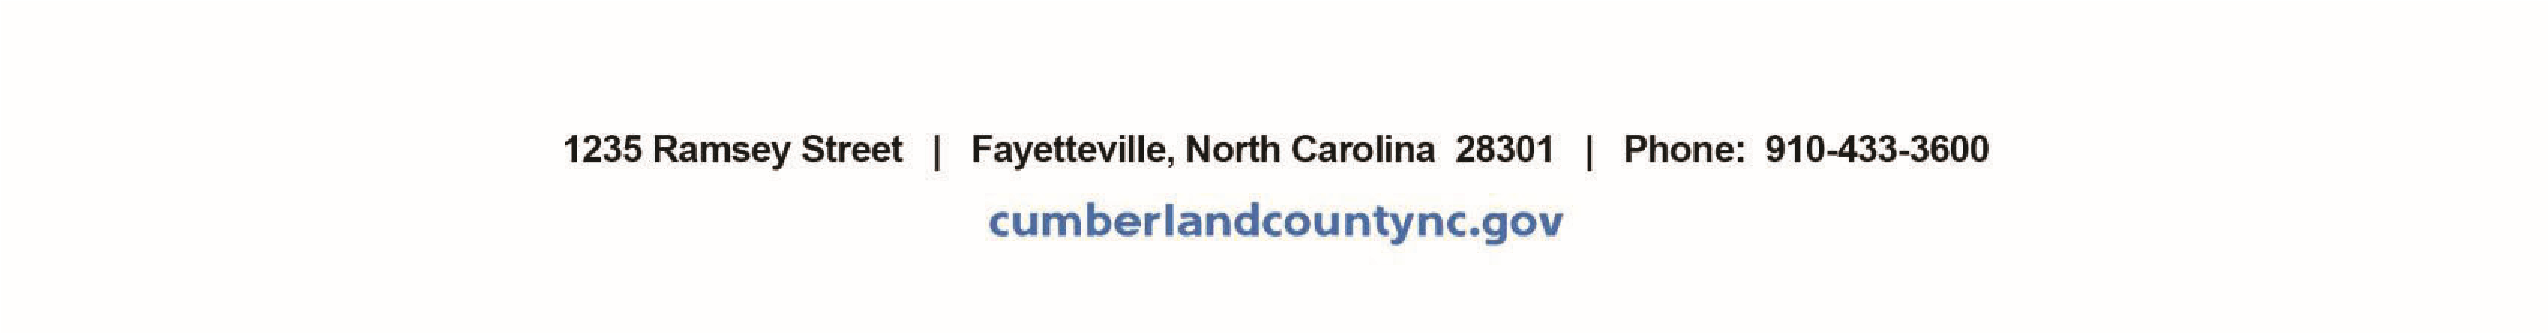 1235 Ramsey Street | Fayetteville, North Carolina 28301 | Phone: 910-433-3600
cumberlandcountync.gov